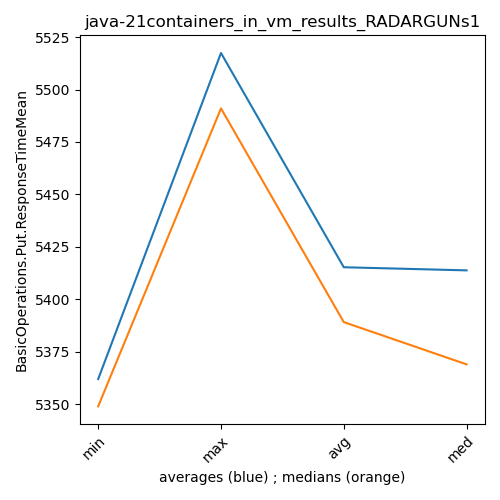 java-21containers_in_vm_results_RADARGUNs1
BasicOperations.Put.ResponseTimeMean
5525
5500
5475
5450
5425
5400
5375
5350
min
max
avg
med
averages (blue) ; medians (orange)